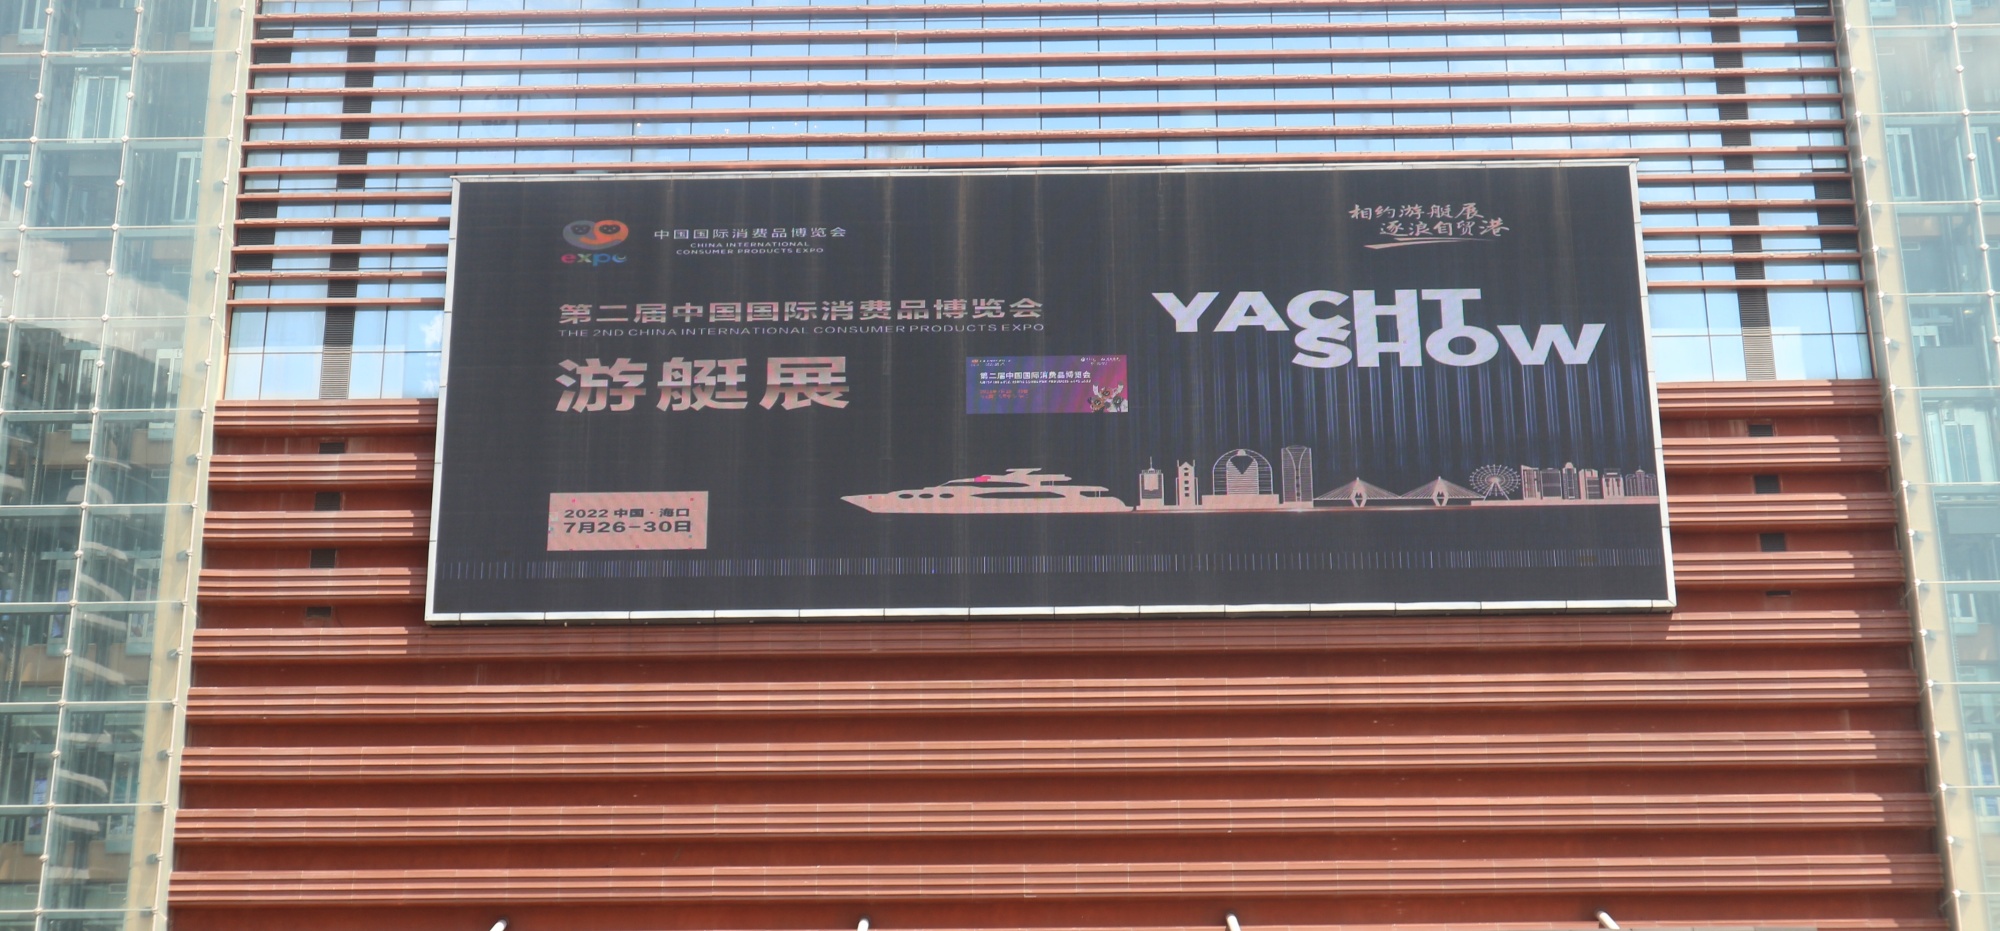 expo
中国国际消费品博览会
CHINA INTERNATIONAL
CONSUMER PRODUCTS EXPO
相约游艇展
逐浪自贸港
第二届中国国际消费品博览会
THE 2ND CHINA INTERNATIONAL CONSUMER PRODUCTS EXPO
游艇展
YACHT
SHOW
第二届中国国际消费品博览会
2022 中国·海口
7月26-30日